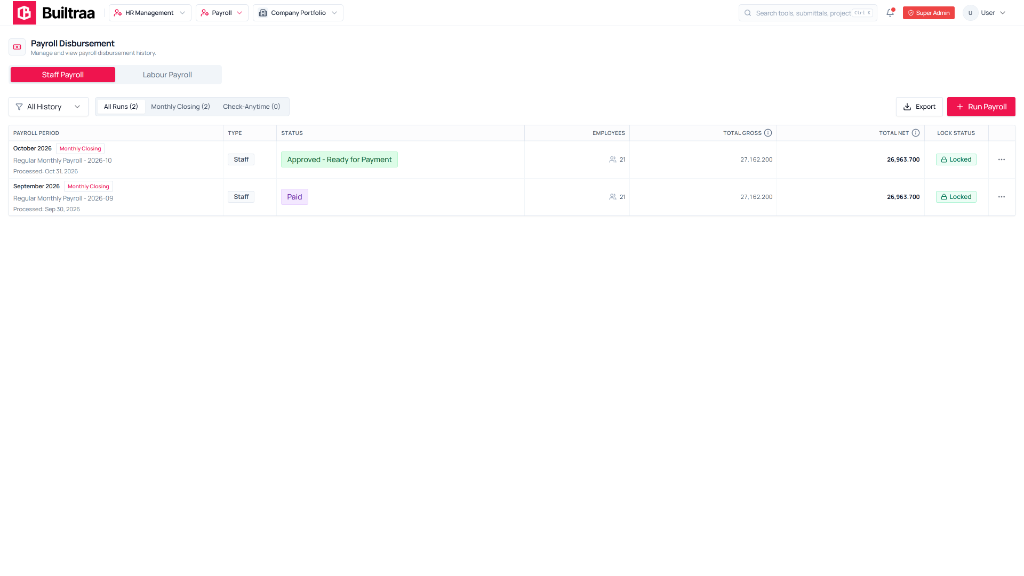 Builtraa
HR Management
Payroll
Company Portfolio
Search tools, submittals, project
Ctrl K
Super Admin
U
User
Payroll Disbursement
Manage and view payroll disbursement history.
Staff Payroll
Labour Payroll
All History
All Runs (2)
Monthly Closing (2)
Check-Anytime (0)
Export
Run Payroll
PAYROLL PERIOD TYPE STATUS EMPLOYEES TOTAL GROSS TOTAL NET LOCK STATUS
October 2026 Monthly Closing
Regular Monthly Payroll - 2026-10
Processed: Oct 31, 2026
Staff
Approved - Ready for Payment
21
27,162.200
26,963.700
Locked
September 2026 Monthly Closing
Regular Monthly Payroll - 2026-09
Processed: Sep 30, 2026
Staff
Paid
21
27,162.200
26,963.700
Locked